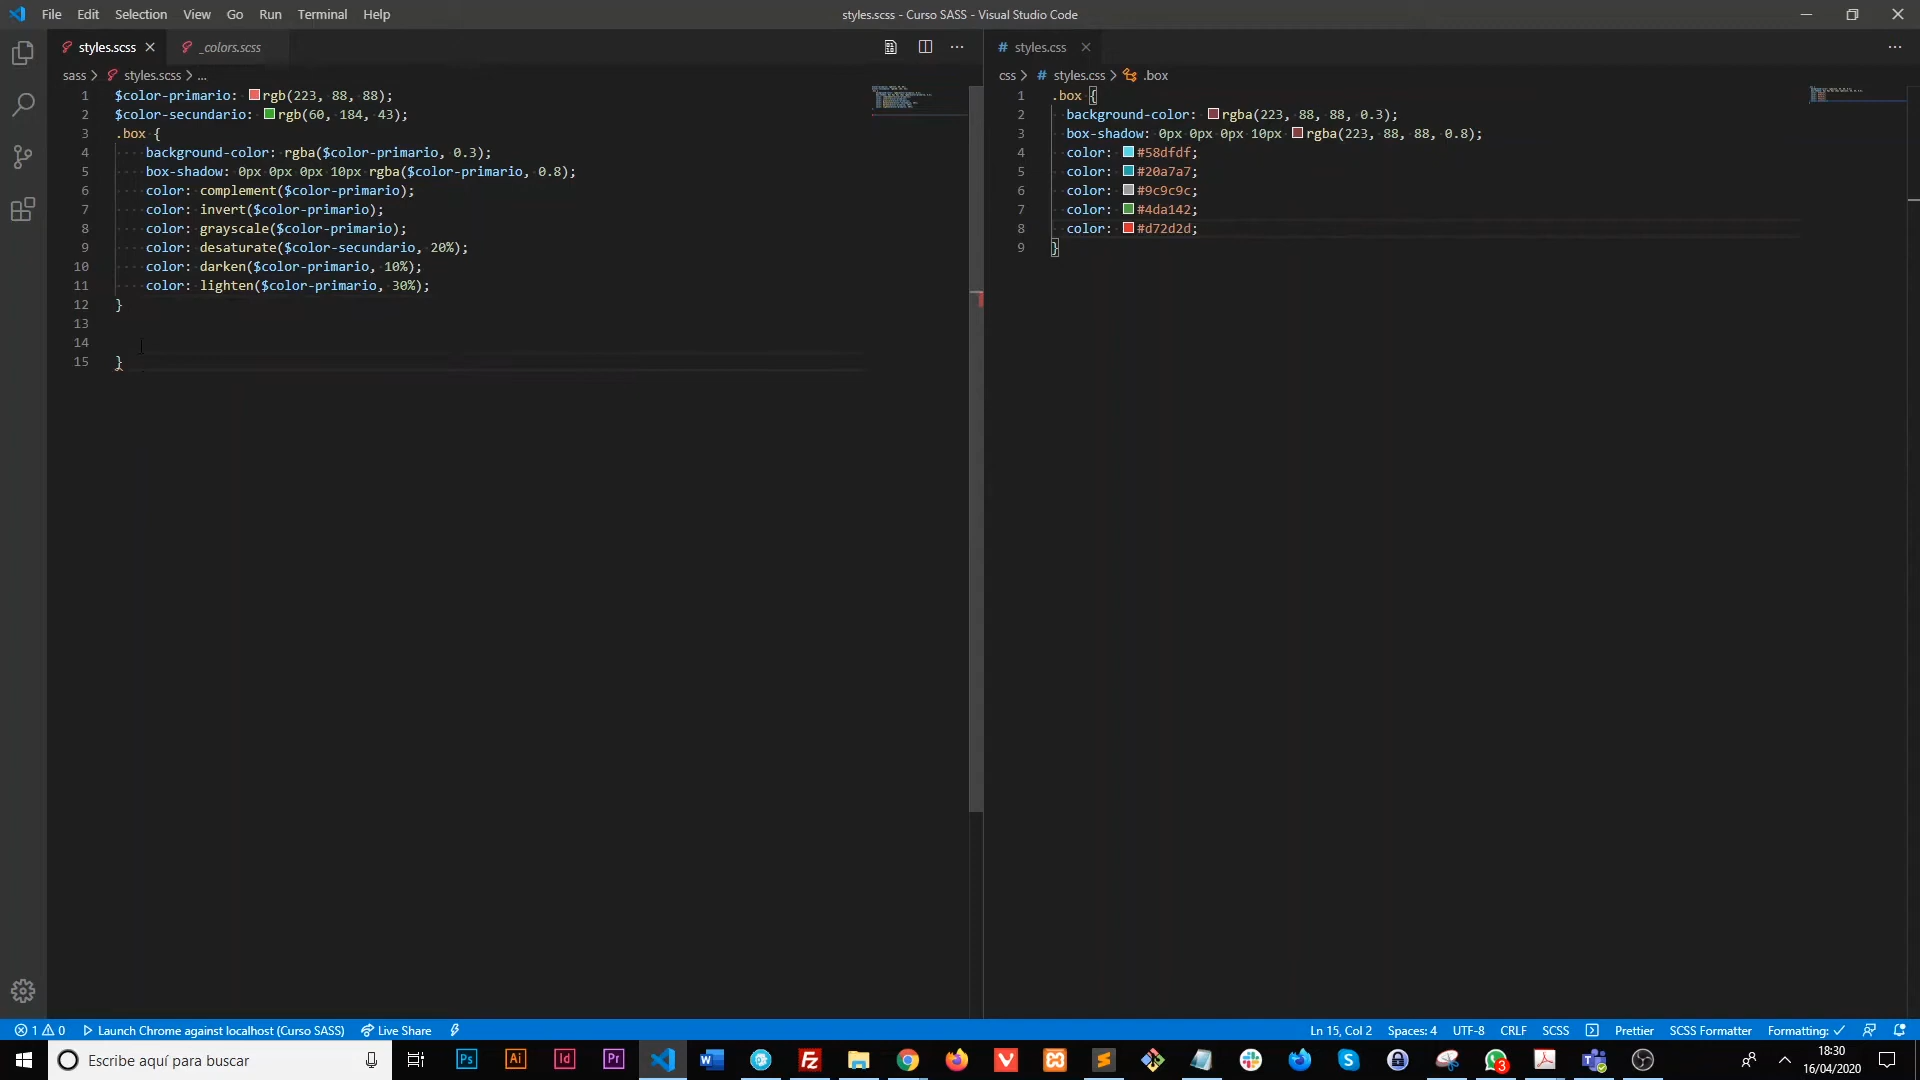 File Edit Selection View Go Run Terminal Help
styles.scss - Curso SASS - Visual Studio Code
styles.scss
_colors.scss
sass > styles.scss > ...
1 $color-primario: rgb(223, 88, 88);
2 $color-secundario: rgb(60, 184, 43);
3 .box {
4 background-color: rgba($color-primario, 0.3);
5 box-shadow: 0px 0px 0px 10px rgba($color-primario, 0.8);
6 color: complement($color-primario);
7 color: invert($color-primario);
8 color: grayscale($color-primario);
9 color: desaturate($color-secundario, 20%);
10 color: darken($color-primario, 10%);
11 color: lighten($color-primario, 30%);
12 }
13
14
15 }
styles.css
css > styles.css > .box
1 .box {
2 background-color: rgba(223, 88, 88, 0.3);
3 box-shadow: 0px 0px 0px 10px rgba(223, 88, 88, 0.8);
4 color: #58dfdf;
5 color: #20a7a7;
6 color: #9c9c9c;
7 color: #4da142;
8 color: #d72d2d;
9 }
1 0 Launch Chrome against localhost (Curso SASS) Live Share
Ln 15, Col 2 Spaces: 4 UTF-8 CRLF SCSS Prettier SCSS Formatter Formatting: ✓
Escribe aquí para buscar
Ps Ai Id Pr
3
18:30
16/04/2020